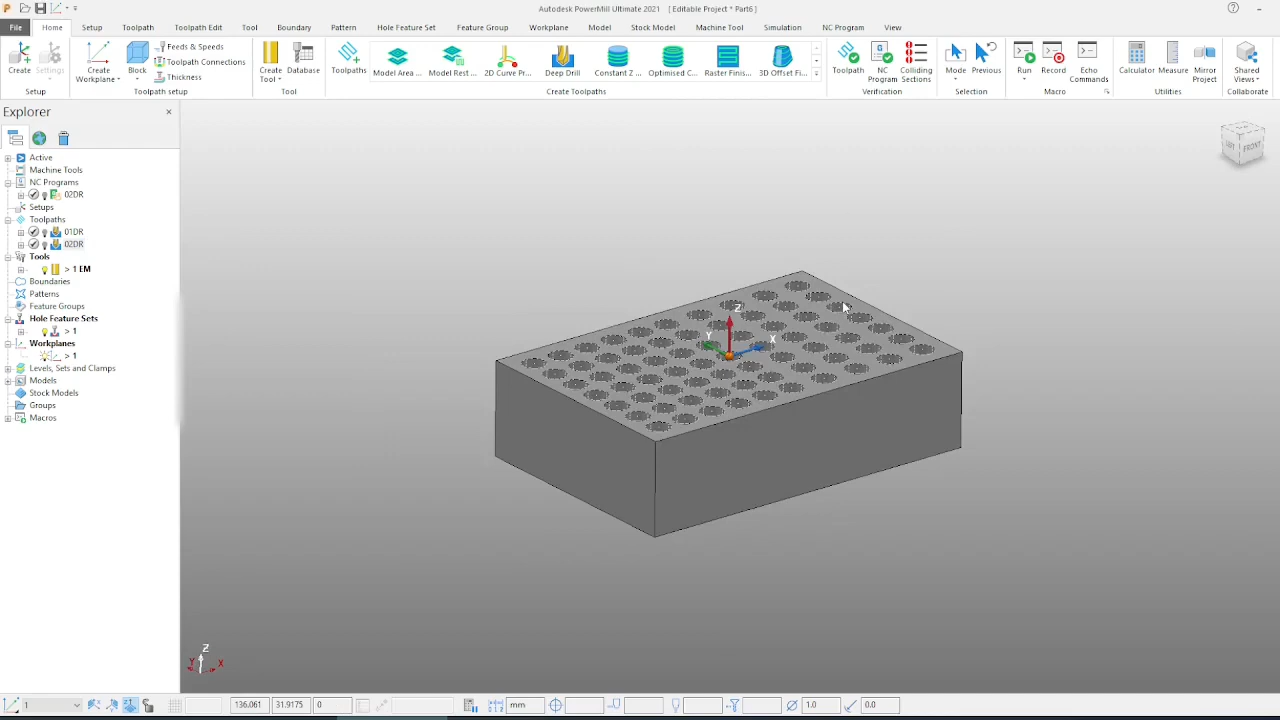 Autodesk PowerMill Ultimate 2021   [ Editable Project * Part6 ]
File Home Setup Toolpath Toolpath Edit Tool Boundary Pattern Hole Feature Set Feature Group Workplane Model Stock Model Machine Tool Simulation NC Program View
Create Settings Create Workplane Block Feeds & Speeds Toolpath Connections Thickness Create Tool Database Toolpaths Model Area ... Model Rest ... 2D Curve Pr... Deep Drill Constant Z ... Optimised C... Raster Finis... 3D Offset Fi... Toolpath NC Program Colliding Sections Mode Previous Run Record Echo Commands Calculator Measure Mirror Project Shared Views
Setup Toolpath setup Tool Create Toolpaths Verification Selection Macro Utilities Collaborate
Explorer
Active
Machine Tools
NC Programs
02DR
Setups
Toolpaths
01DR
02DR
Tools
> 1 EM
Boundaries
Patterns
Feature Groups
Hole Feature Sets
> 1
Workplanes
> 1
Levels, Sets and Clamps
Models
Stock Models
Groups
Macros
FRONT
Z
Y X
Z
Y X
1 136.061 31.9175 0 mm 1.0 0.0